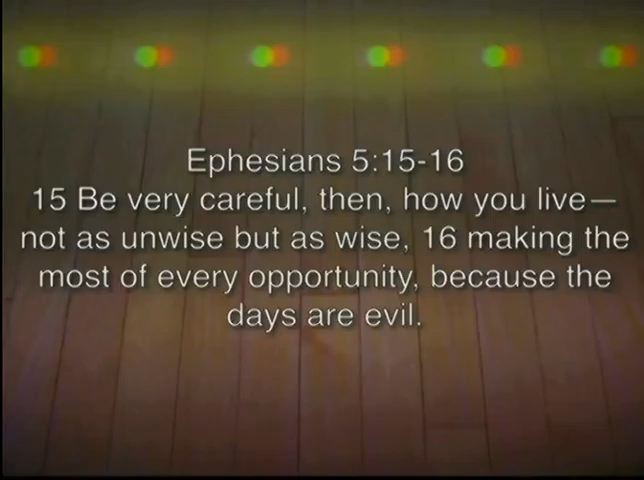 Ephesians 5:15-16
15 Be very careful, then, how you live—
not as unwise but as wise, 16 making the
most of every opportunity, because the
days are evil.